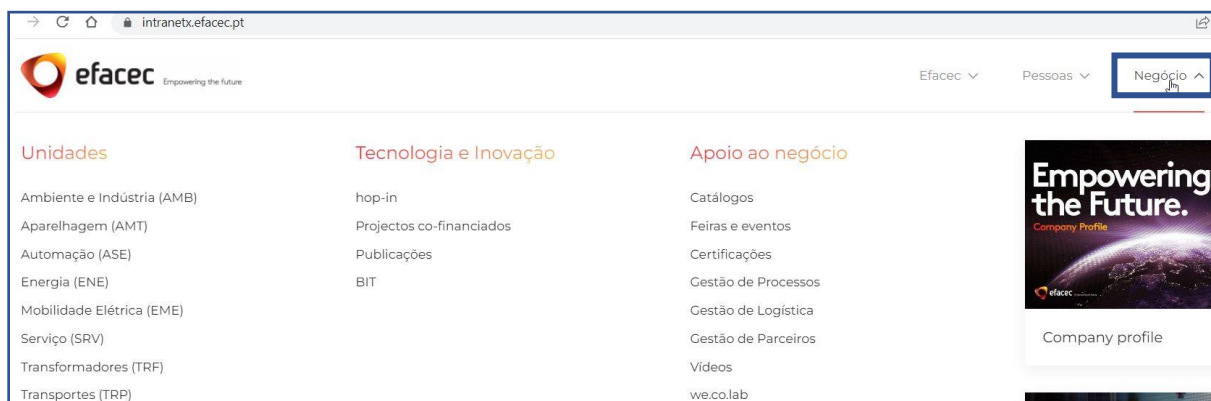 intranetx.efacec.pt
efacec Empowering the future
Efacec
Pessoas
Negócio
Unidades
Ambiente e Indústria (AMB)
Aparelhagem (AMT)
Automação (ASE)
Energia (ENE)
Mobilidade Elétrica (EME)
Serviço (SRV)
Transformadores (TRF)
Transportes (TRP)
Tecnologia e Inovação
hop-in
Projectos co-financiados
Publicações
BIT
Apoio ao negócio
Catálogos
Feiras e eventos
Certificações
Gestão de Processos
Gestão de Logística
Gestão de Parceiros
Vídeos
we.co.lab
Empowering
the Future.
Company Profile
efacec
Company profile